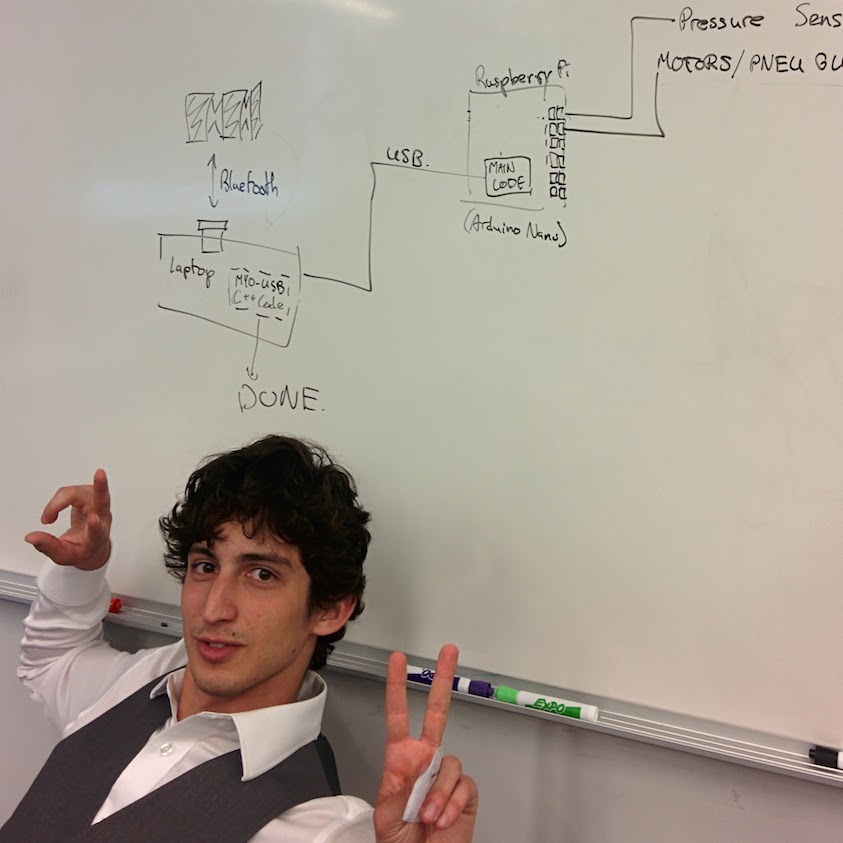 Pressure Sens
MOTORS/PNEU GU
Raspberry Pi
Bluetooth
USB.
MAIN
CODE
(Arduino Nano)
Laptop
MYO-USB
C++ Code
DONE.
EXPO